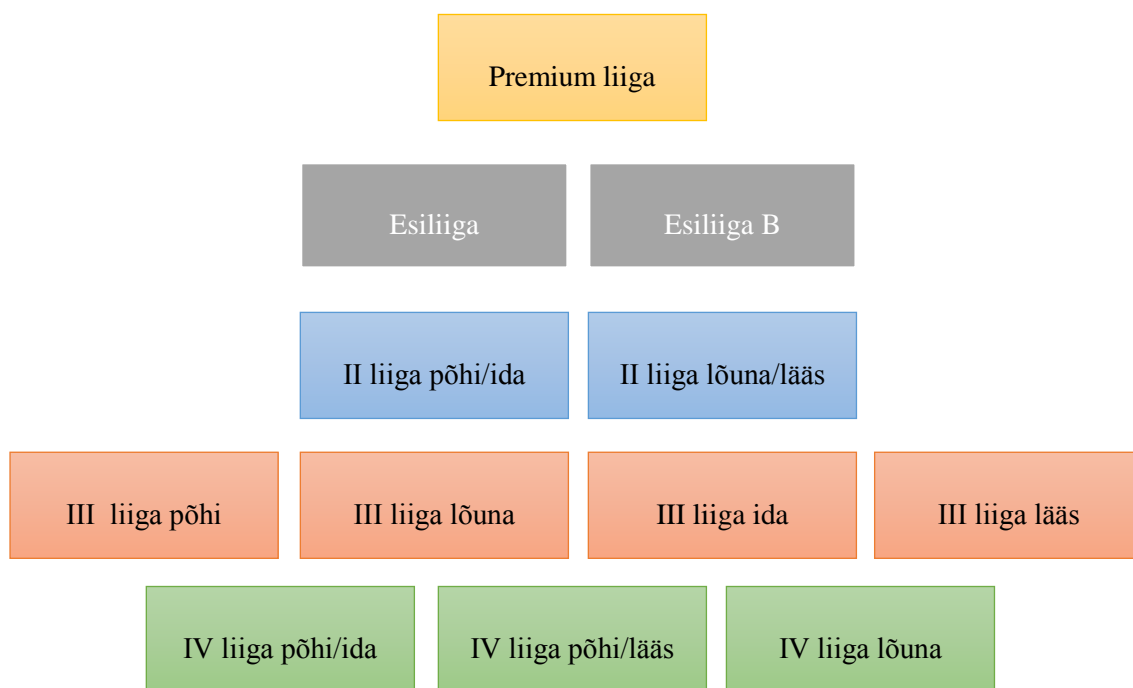 Premium liiga
Esiliiga
Esiliiga B
II liiga põhi/ida
II liiga lõuna/lääs
III liiga põhi
III liiga lõuna
III liiga ida
III liiga lääs
IV liiga põhi/ida
IV liiga põhi/lääs
IV liiga lõuna